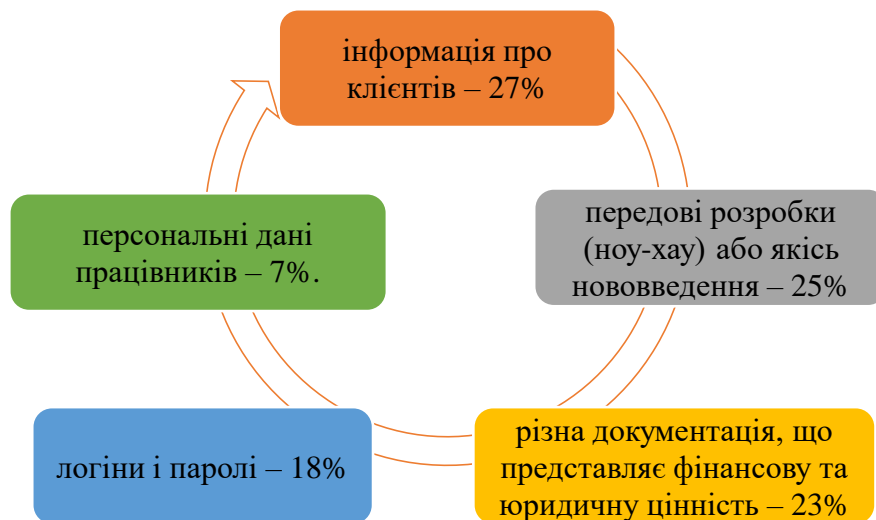 інформація про
клієнтів – 27%
передові розробки
(ноу-хау) або якісь
нововведення – 25%
різна документація, що
представляє фінансову та
юридичну цінність – 23%
логіни і паролі – 18%
персональні дані
працівників – 7%.